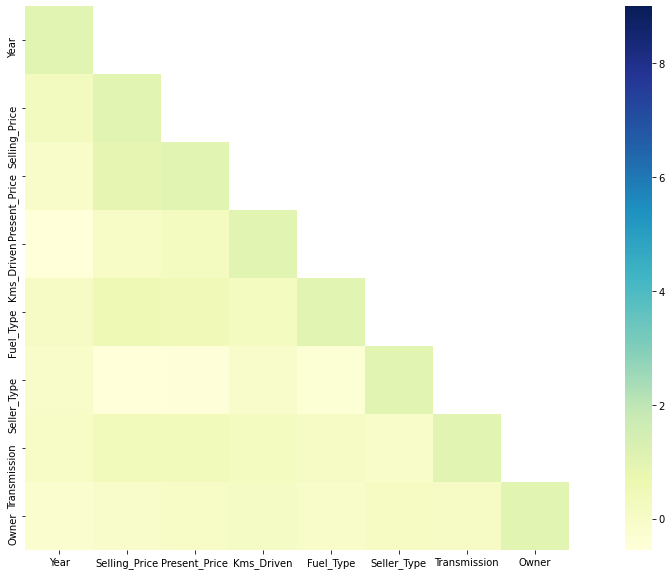 Year
Selling_Price
Present_Price
Kms_Driven
Fuel_Type
Seller_Type
Transmission
Owner
Year Selling_Price Present_Price Kms_Driven Fuel_Type Seller_Type Transmission Owner
8
6
4
2
0